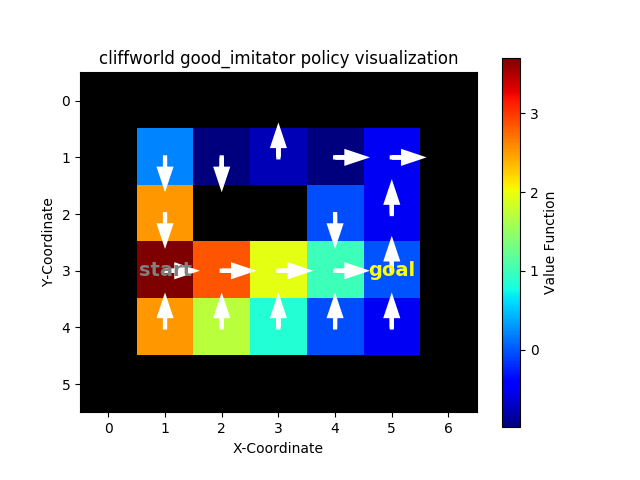 cliffworld good_imitator policy visualization
0
1
2
3
4
5
Y-Coordinate
start
goal
0 1 2 3 4 5 6
X-Coordinate
3
2
1
0
Value Function